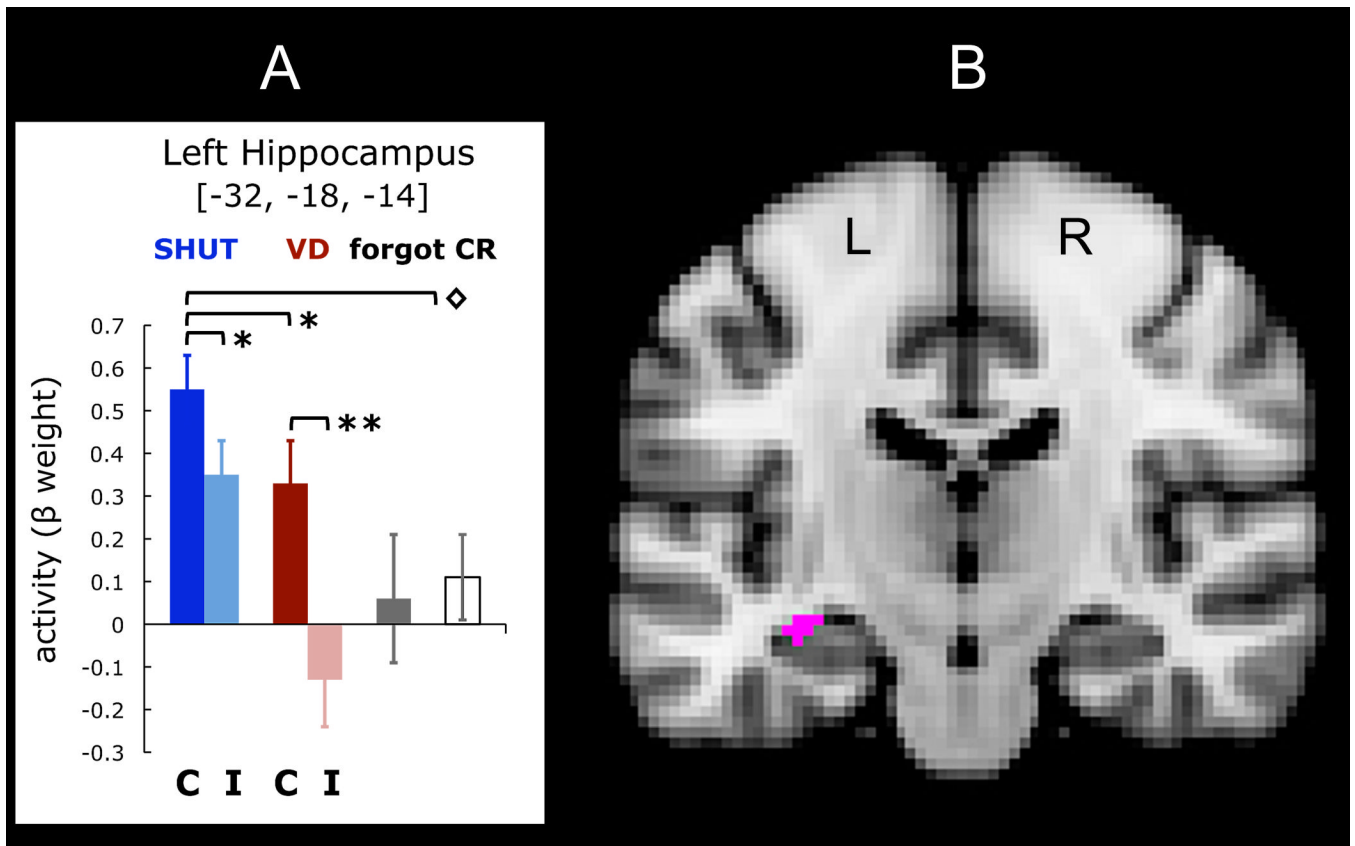 A
B
Left Hippocampus
[-32, -18, -14]
SHUT VD forgot CR
◇
*
*
**
0.7
0.6
0.5
0.4
0.3
0.2
0.1
0
-0.1
-0.2
-0.3
activity (β weight)
C I C I
L R